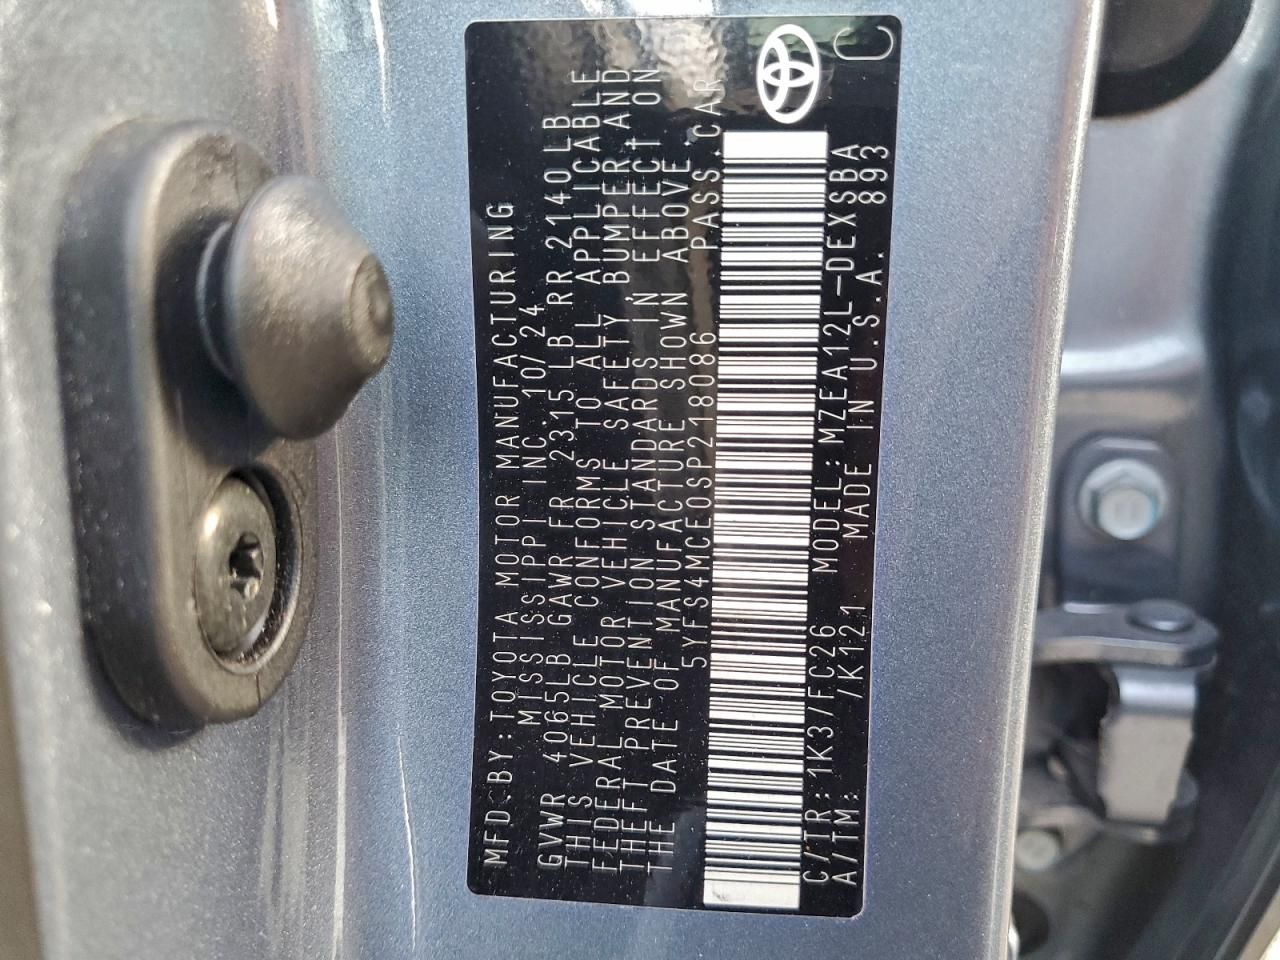 MFD.BY:TOYOTA MOTOR MANUFACTURING
MISSISSIPPI INC. 10/24
GVWR 4065LB GAWR FR 2315 LB RR 2140LB
THIS VEHICLE CONFORMS TO ALL APPLICABLE
FEDERAL MOTOR VEHICLE SAFETY, BUMPER, AND
THEFT PREVENTION STANDARDS IN EFFECT ON
THE DATE OF MANUFACTURE SHOWN ABOVE.
5YFS4MCE0SP218086 PASS.CAR
C/TR:1K3/FC26 MODEL:MZEA12L-DEXSBA
A/TM: /K121 MADE IN U.S.A. 893
C